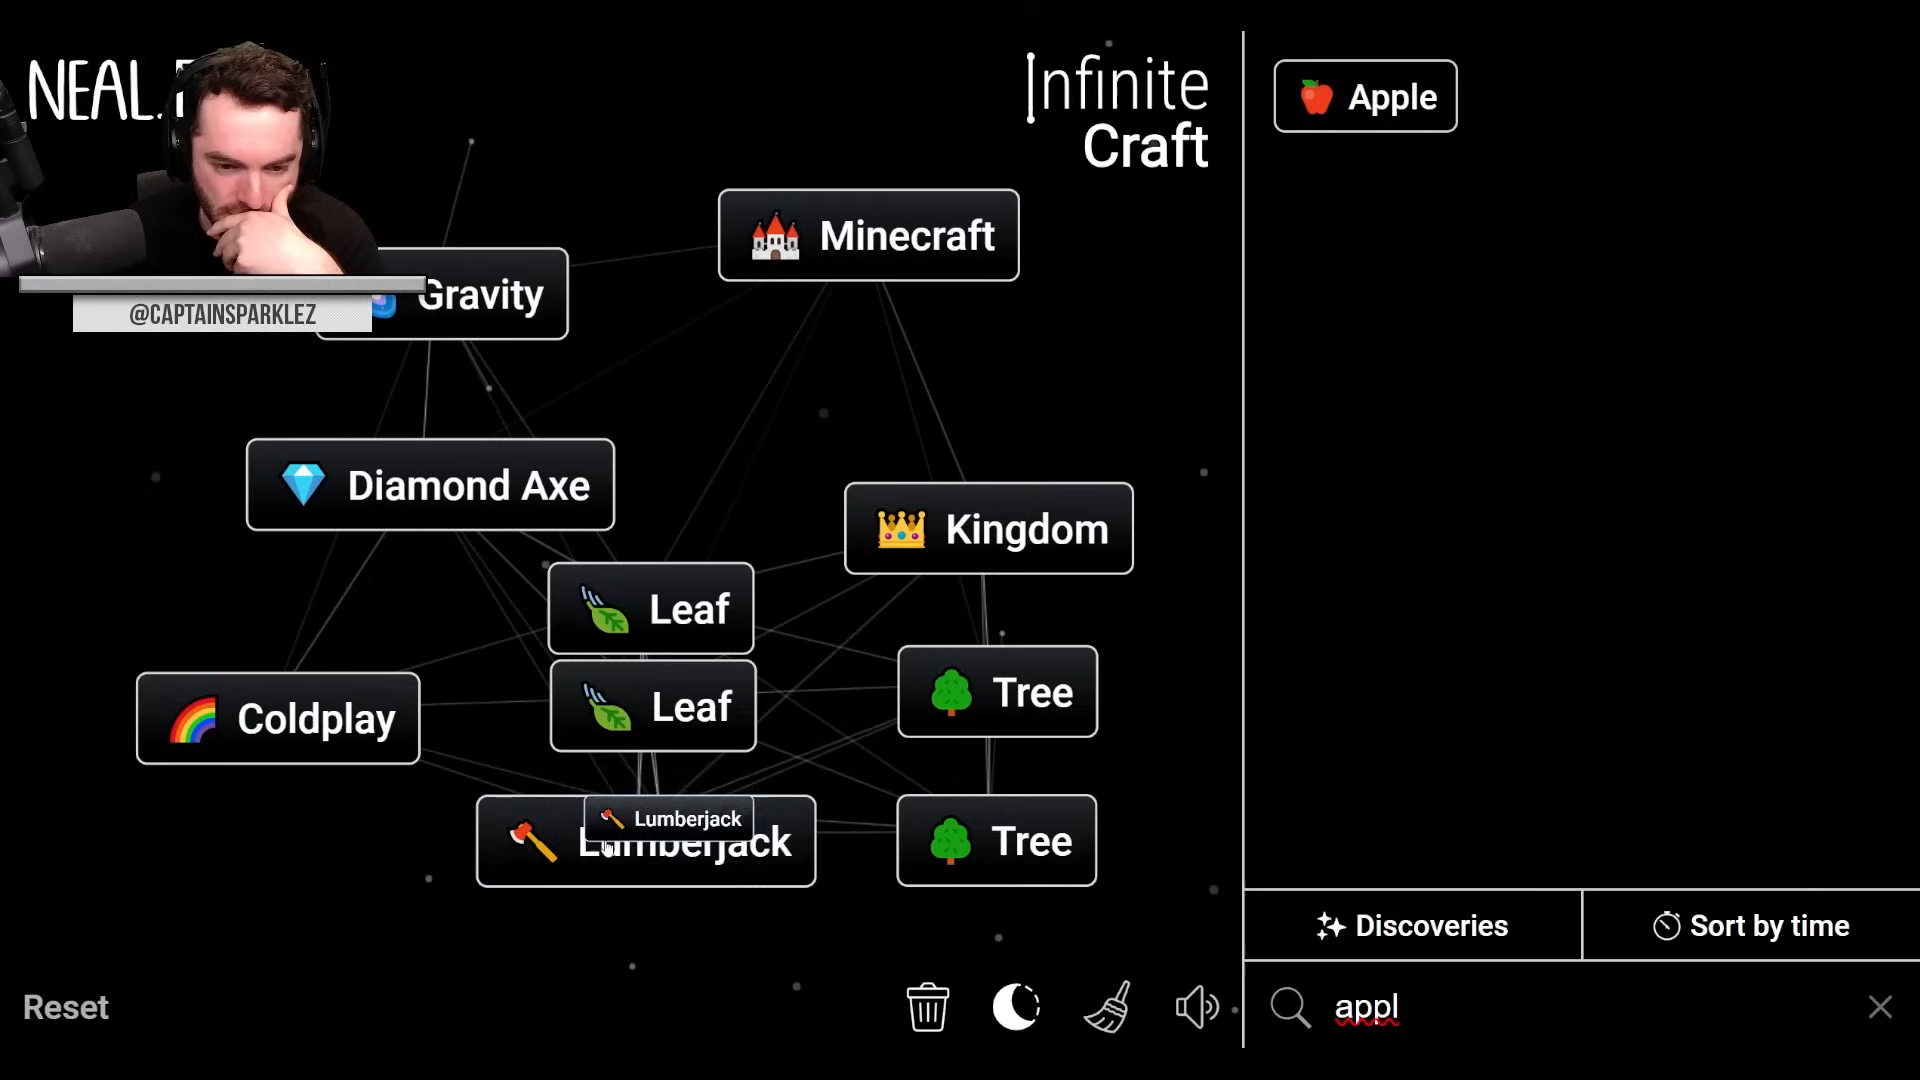 NEAL.F
Infinite
Craft
Apple
Minecraft
Gravity
@CAPTAINSPARKLEZ
Diamond Axe
Kingdom
Leaf
Leaf
Tree
Coldplay
Lumberjack
Lumberjack
Tree
Discoveries
Sort by time
Reset
appl